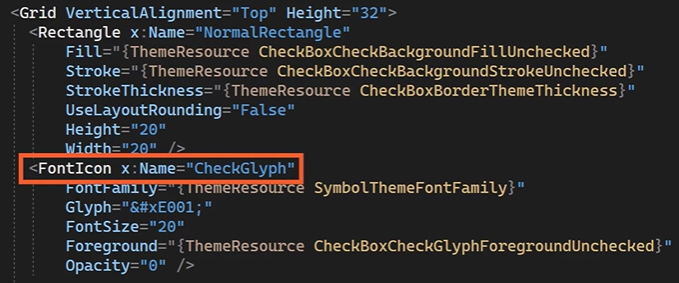 <Grid VerticalAlignment="Top" Height="32">
<Rectangle x:Name="NormalRectangle"
Fill="{ThemeResource CheckBoxCheckBackgroundFillUnchecked}"
Stroke="{ThemeResource CheckBoxCheckBackgroundStrokeUnchecked}"
StrokeThickness="{ThemeResource CheckBoxBorderThemeThickness}"
UseLayoutRounding="False"
Height="20"
Width="20" />
<FontIcon x:Name="CheckGlyph"
FontFamily="{ThemeResource SymbolThemeFontFamily}"
Glyph="&#xE001;"
FontSize="20"
Foreground="{ThemeResource CheckBoxCheckGlyphForegroundUnchecked}"
Opacity="0" />